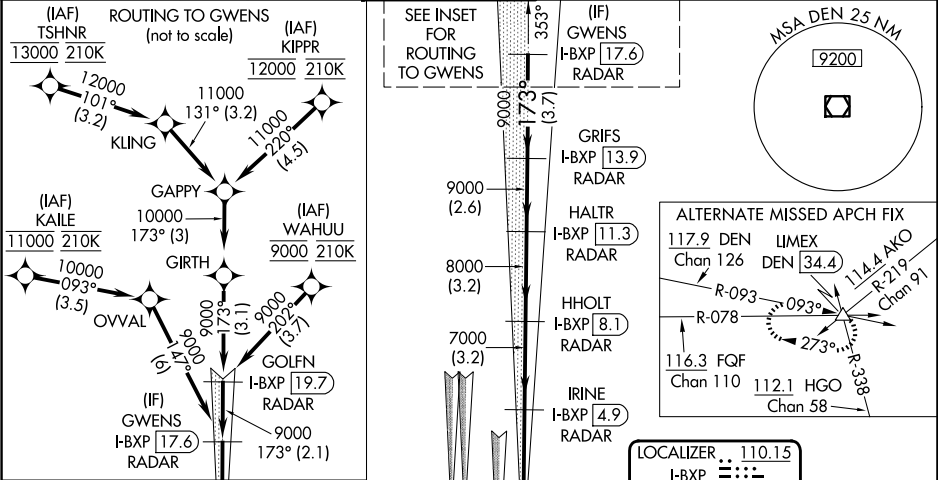 ROUTING TO GWENS
(not to scale)
(IAF)
TSHNR
13000 210K
(IAF)
KIPPR
12000 210K
12000
101°
(3.2)
KLING
11000
131° (3.2)
11000
220°
(4.5)
GAPPY
10000
173° (3)
GIRTH
(IAF)
KAILE
11000 210K
10000
093°
(3.5)
OVVAL
(IAF)
WAHUU
9000 210K
9000
173°
(3.1)
9000
202°
(3.7)
9000
147°
(6)
GOLFN
I-BXP 19.7
RADAR
(IF)
GWENS
I-BXP 17.6
RADAR
9000
173° (2.1)
SEE INSET
FOR
ROUTING
TO GWENS
353°
(IF)
GWENS
I-BXP 17.6
RADAR
9000
173°
(3.7)
GRIFS
I-BXP 13.9
RADAR
9000
(2.6)
HALTR
I-BXP 11.3
RADAR
8000
(3.2)
HHOLT
I-BXP 8.1
RADAR
7000
(3.2)
IRINE
I-BXP 4.9
RADAR
MSA DEN 25 NM
9200
ALTERNATE MISSED APCH FIX
117.9 DEN
Chan 126
LIMEX
DEN 34.4
114.4 AKO
R-219
Chan 91
R-093
093°
R-078
273°
116.3 FQF
Chan 110
R-338
112.1 HGO
Chan 58
LOCALIZER 110.15
I-BXP